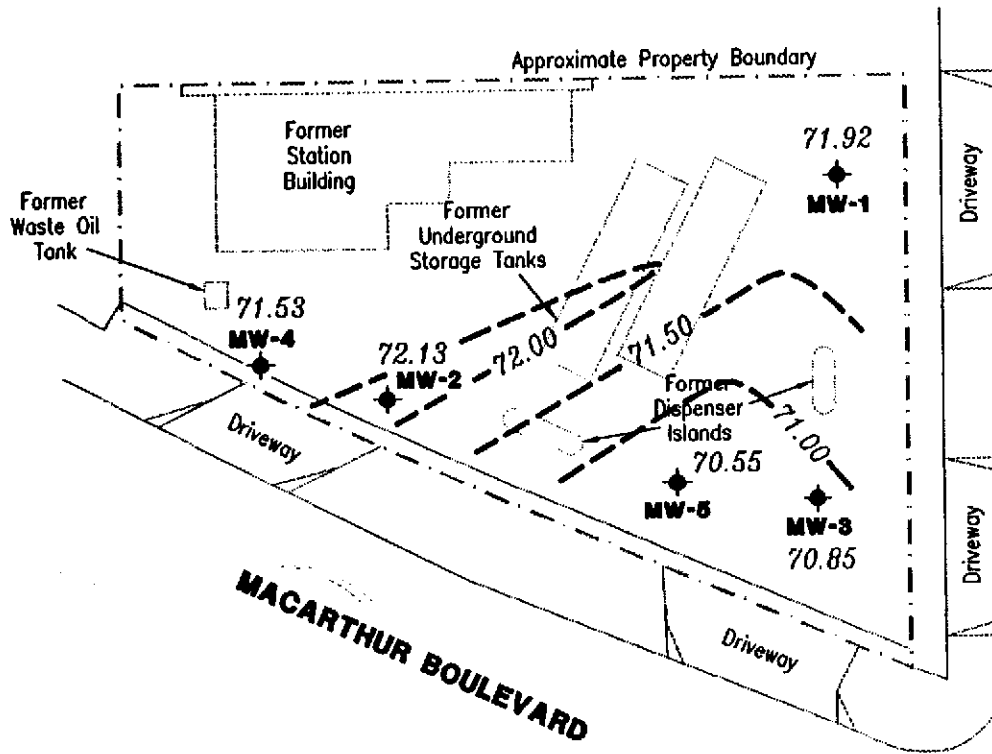 Approximate Property Boundary
Former
Station
Building
71.92
MW-1
Driveway
Former
Waste Oil
Tank
Former
Underground
Storage Tanks
71.53
MW-4
72.13
MW-2
72.00
71.50
Former
Dispenser
Islands
71.00
Driveway
70.55
MW-5
MW-3
70.85
Driveway
MACARTHUR BOULEVARD
Driveway